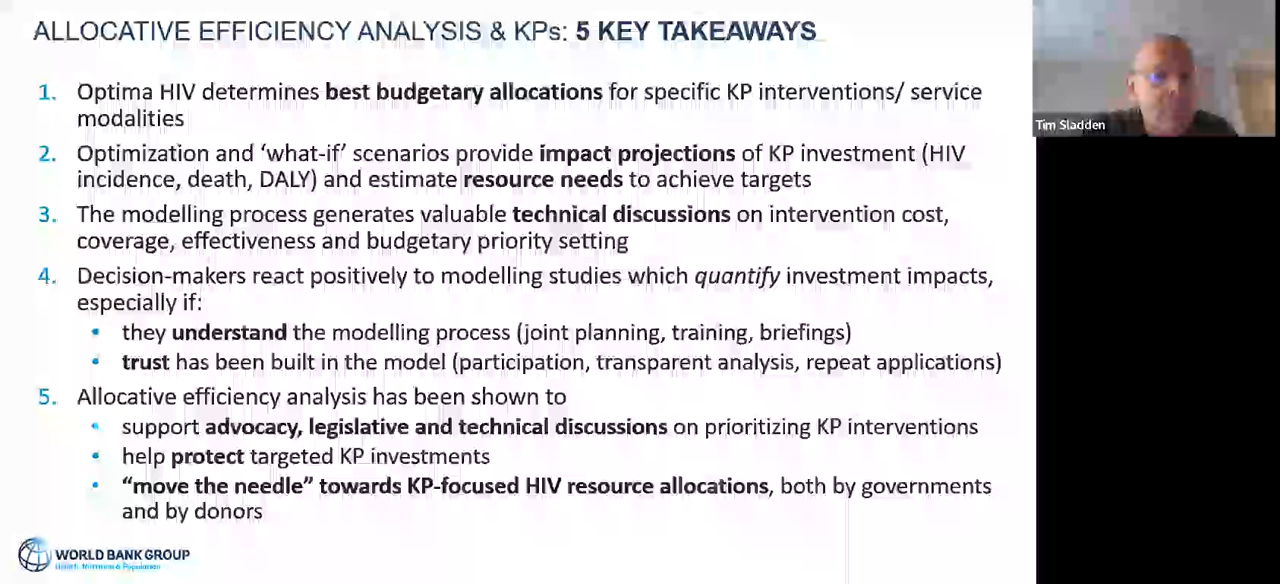 ALLOCATIVE EFFICIENCY ANALYSIS & KPs: 5 KEY TAKEAWAYS
1. Optima HIV determines best budgetary allocations for specific KP interventions/ service
modalities
2. Optimization and ‘what-if’ scenarios provide impact projections of KP investment (HIV
incidence, death, DALY) and estimate resource needs to achieve targets
3. The modelling process generates valuable technical discussions on intervention cost,
coverage, effectiveness and budgetary priority setting
4. Decision-makers react positively to modelling studies which quantify investment impacts,
especially if:
• they understand the modelling process (joint planning, training, briefings)
• trust has been built in the model (participation, transparent analysis, repeat applications)
5. Allocative efficiency analysis has been shown to
• support advocacy, legislative and technical discussions on prioritizing KP interventions
• help protect targeted KP investments
• “move the needle” towards KP-focused HIV resource allocations, both by governments
and by donors
WORLD BANK GROUP
Health, Nutrition & Population
Tim Sladden